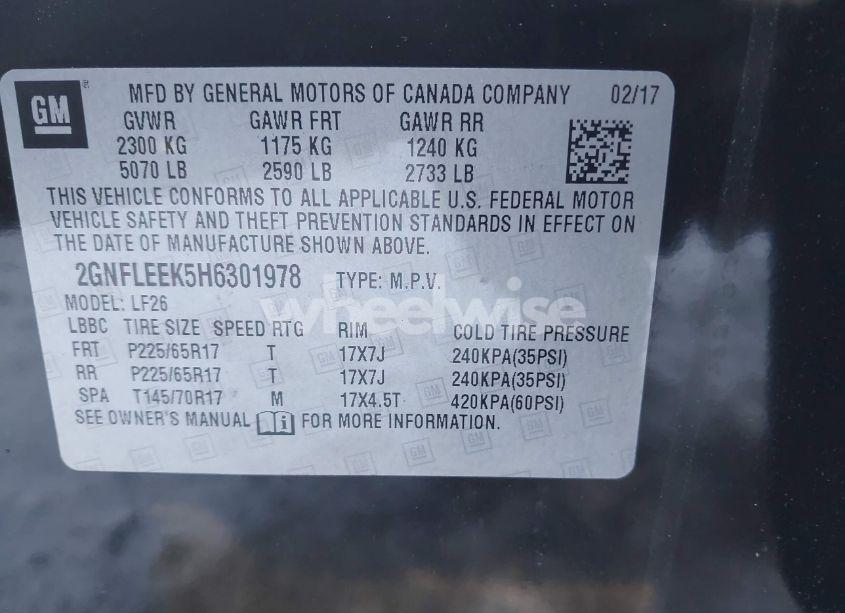 GM
MFD BY GENERAL MOTORS OF CANADA COMPANY 02/17
GVWR GAWR FRT GAWR RR
2300 KG 1175 KG 1240 KG
5070 LB 2590 LB 2733 LB
THIS VEHICLE CONFORMS TO ALL APPLICABLE U.S. FEDERAL MOTOR
VEHICLE SAFETY AND THEFT PREVENTION STANDARDS IN EFFECT ON
THE DATE OF MANUFACTURE SHOWN ABOVE.
2GNFLEEK5H6301978 TYPE: M.P.V.
MODEL: LF26
wheelwise
LBBC TIRE SIZE SPEED RTG RIM COLD TIRE PRESSURE
FRT P225/65R17 T 17X7J 240KPA(35PSI)
RR P225/65R17 T 17X7J 240KPA(35PSI)
SPA T145/70R17 M 17X4.5T 420KPA(60PSI)
SEE OWNER'S MANUAL FOR MORE INFORMATION.